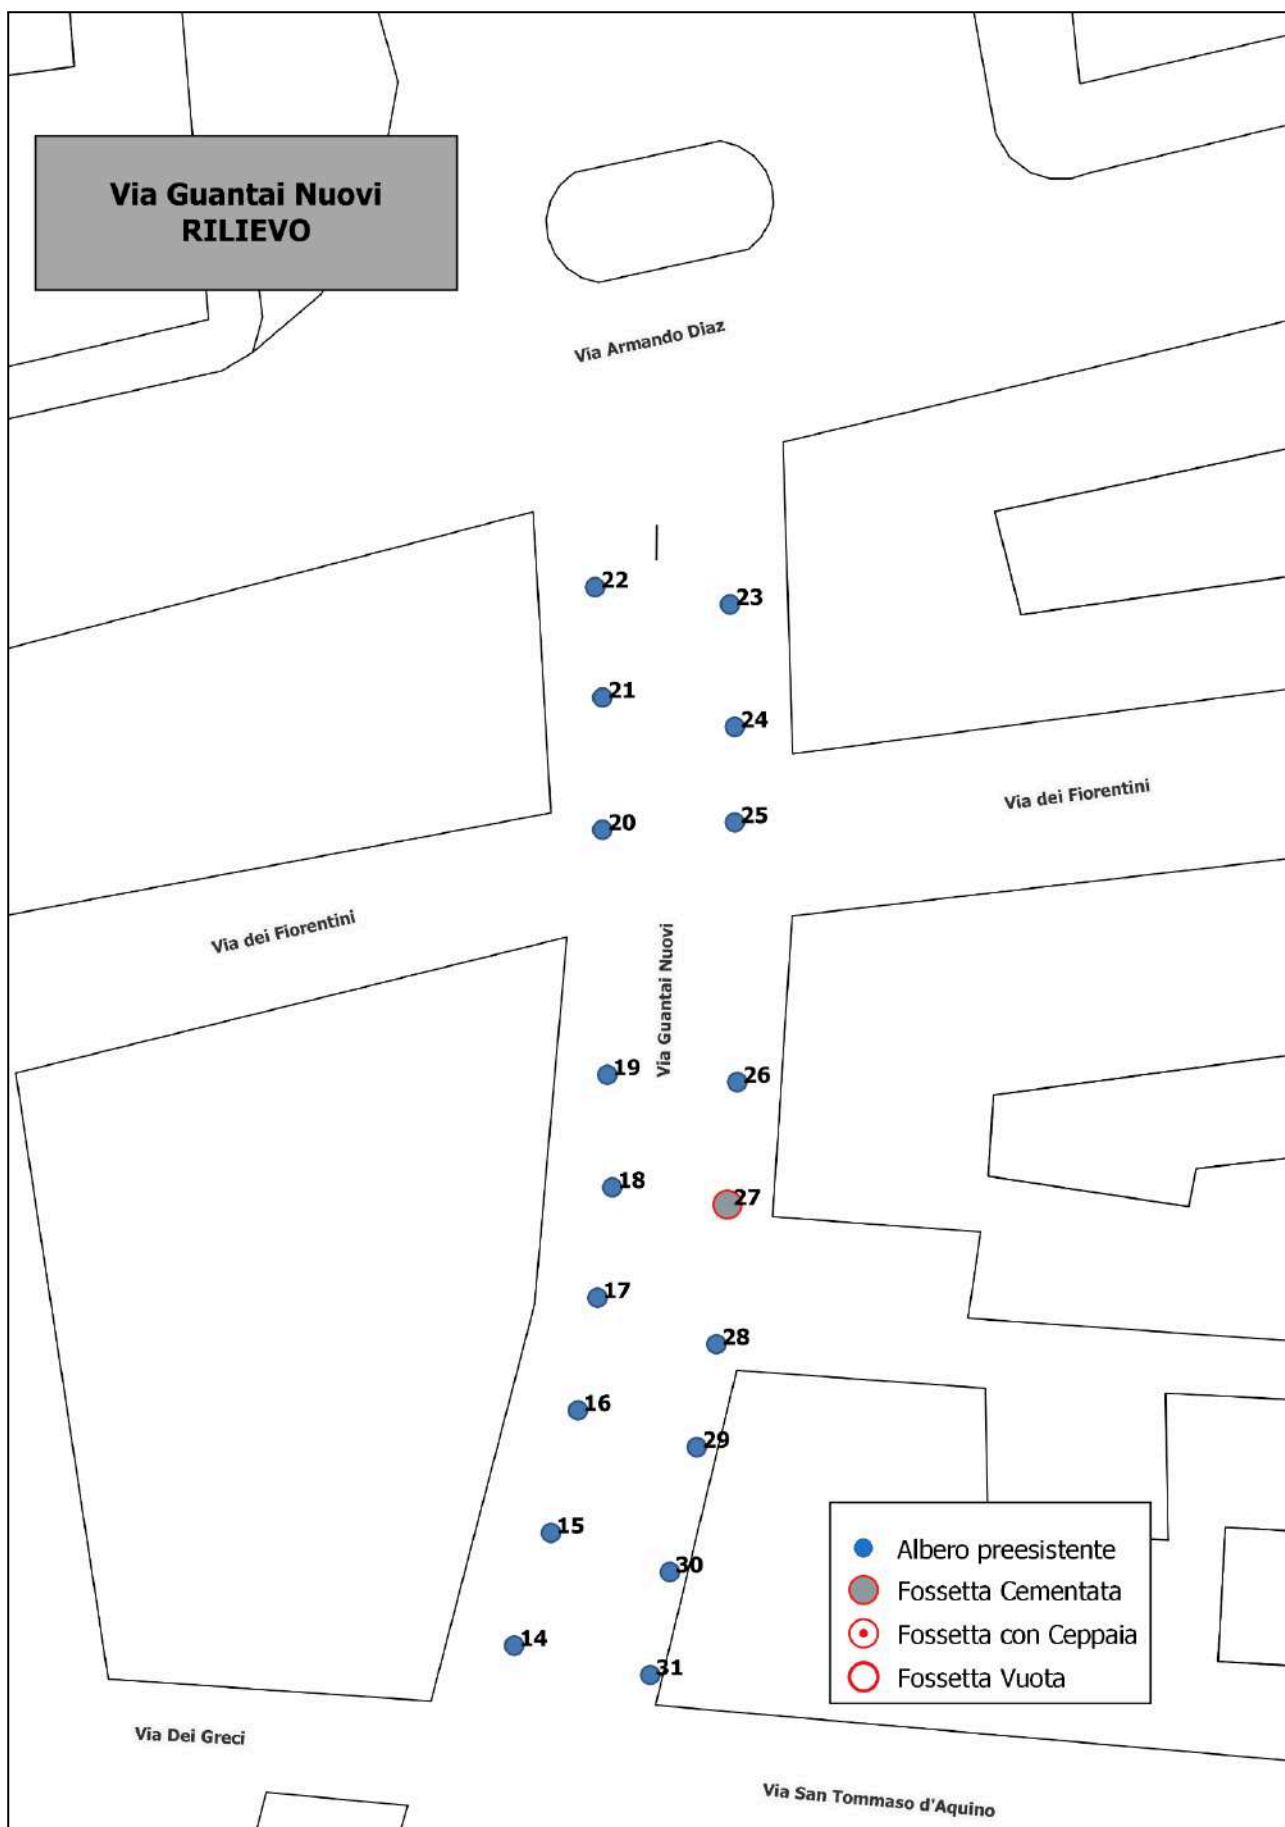 Via Guantai Nuovi
RILIEVO
Via Armando Diaz
22
23
21
24
Via dei Fiorentini
20
25
Via dei Fiorentini
Via Guantai Nuovi
19
26
18
27
17
28
16
29
15
30
14
31
Albero preesistente
Fossetta Cementata
Fossetta con Ceppaia
Fossetta Vuota
Via Dei Greci
Via San Tommaso d'Aquino